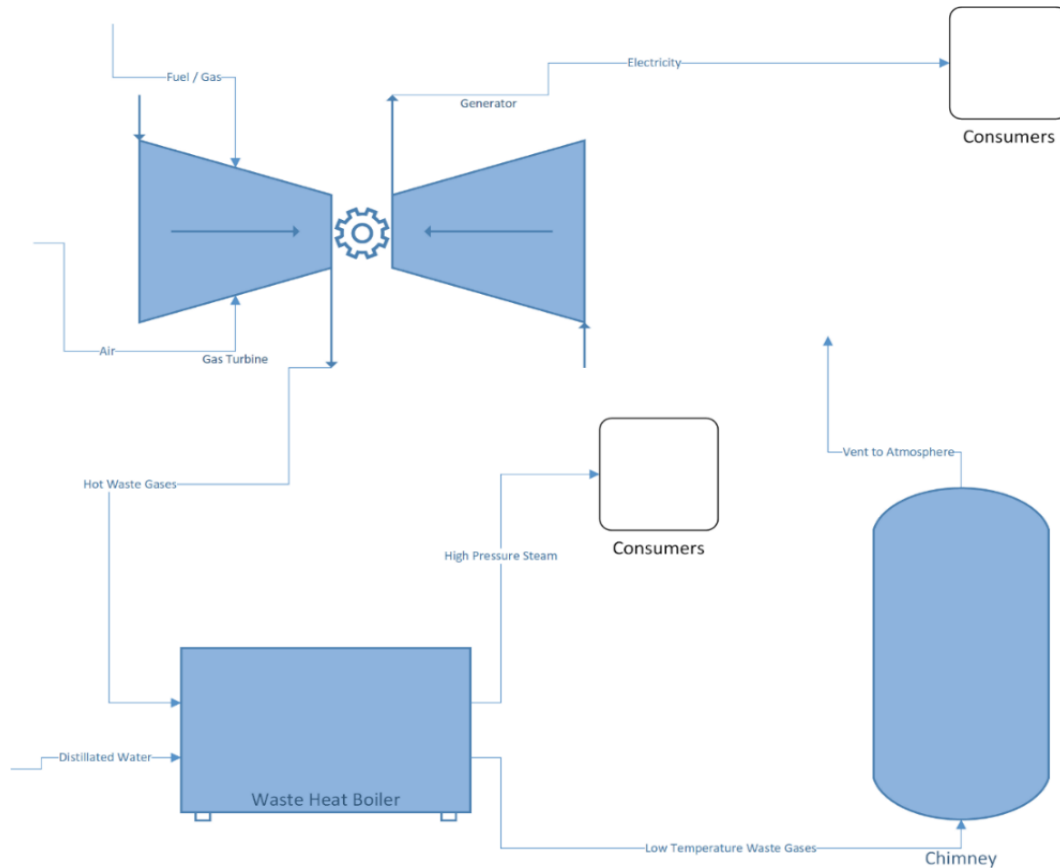 Fuel / Gas
Electricity
Generator
Consumers
Air
Gas Turbine
Vent to Atmosphere
Hot Waste Gases
Consumers
High Pressure Steam
Distillated Water
Waste Heat Boiler
Low Temperature Waste Gases
Chimney